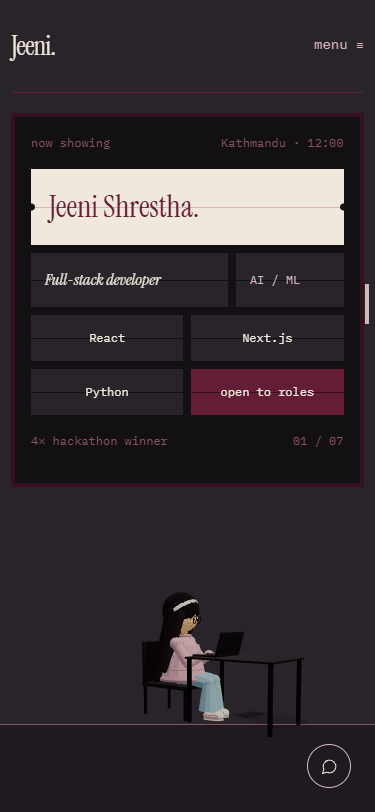 Jeeni.
menu ≡
now showing
Kathmandu · 12:00
Jeeni Shrestha.
Full-stack developer
AI / ML
React
Next.js
Python
open to roles
4× hackathon winner
01 / 07